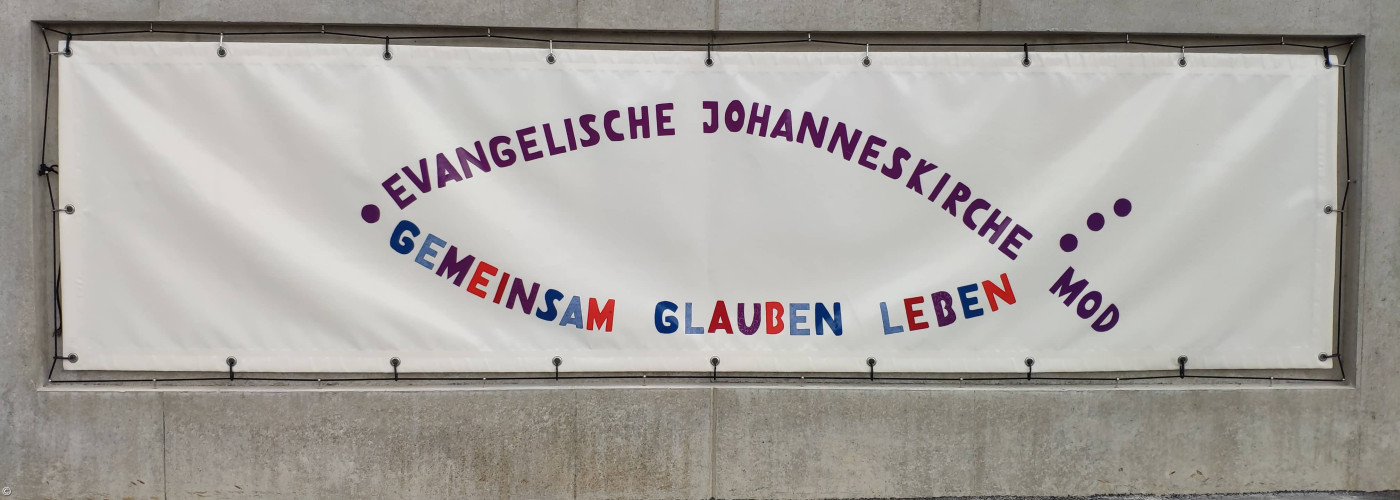 EVANGELISCHE JOHANNESKIRCHE MOD
GEMEINSAM GLAUBEN LEBEN
©